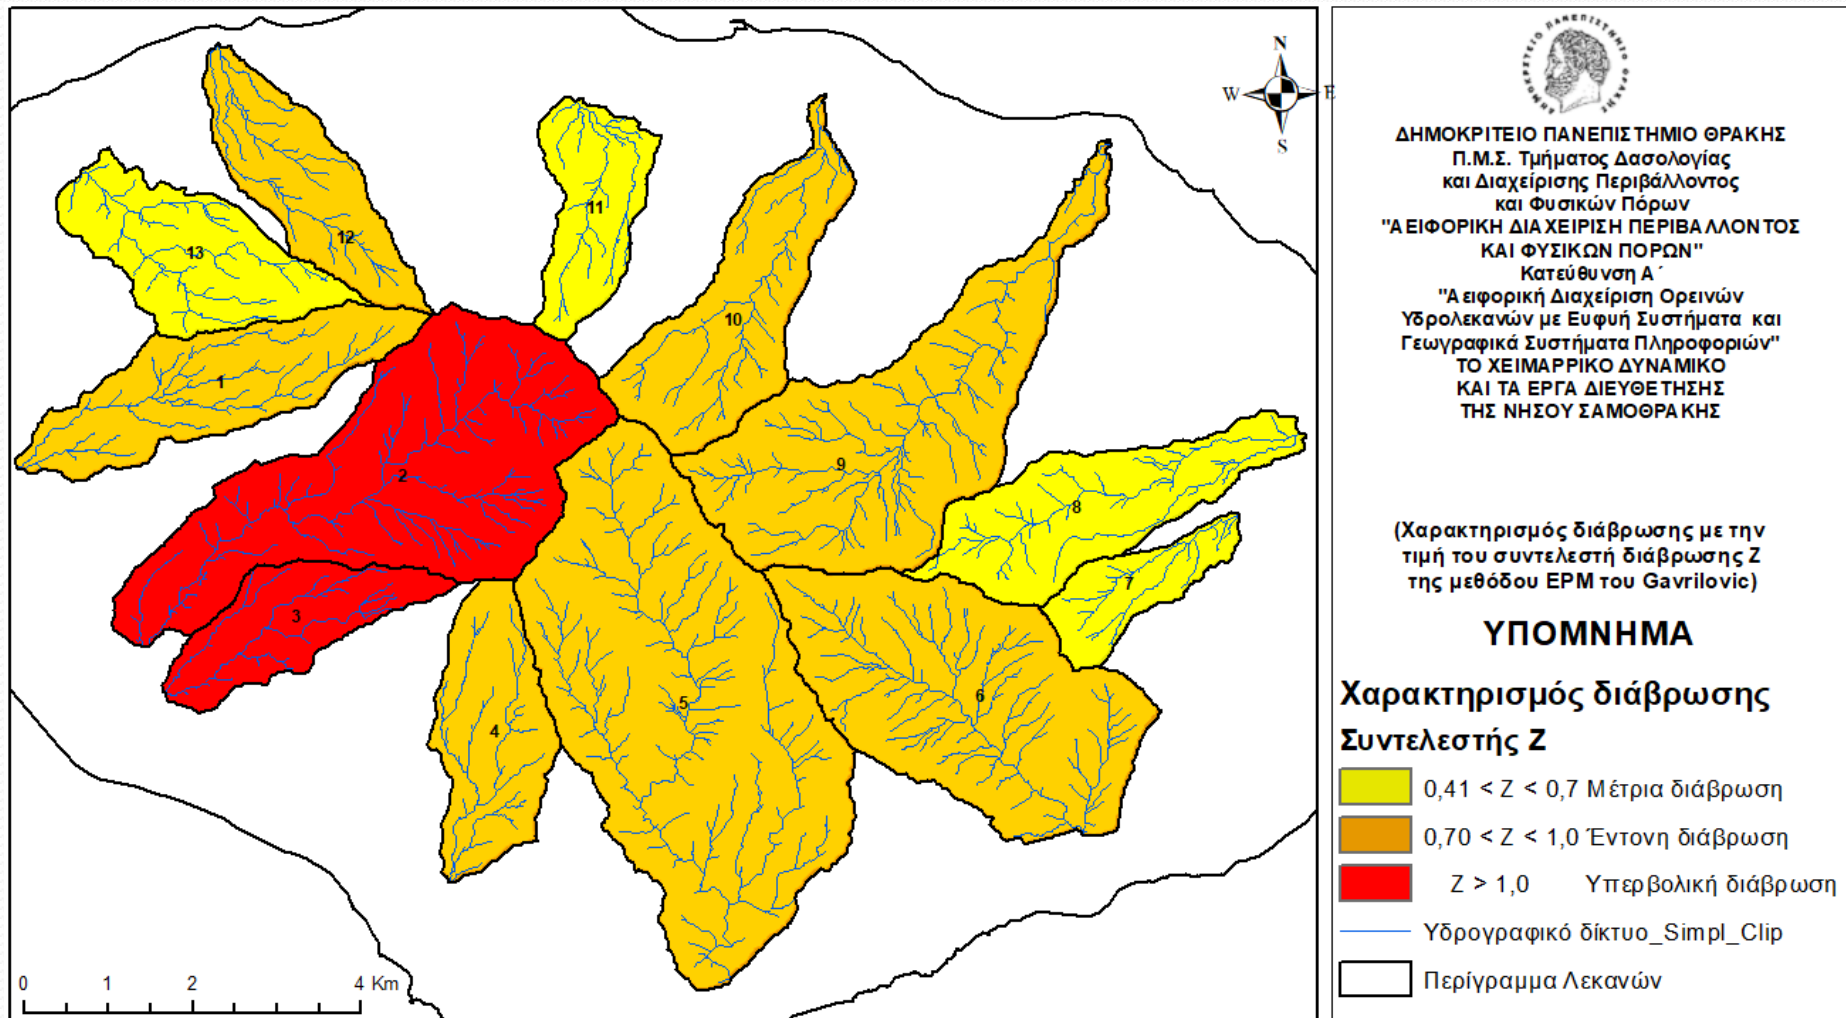 N
W E
S
11
12
13
10
1
9
2
8
7
3
6
5
4
0 1 2 4 Km
ΔΗΜΟΚΡΙΤΕΙΟ ΠΑΝΕΠΙΣΤΗΜΙΟ ΘΡΑΚΗΣ
ΔΗΜΟΚΡΙΤΕΙΟ ΠΑΝΕΠΙΣΤΗΜΙΟ ΘΡΑΚΗΣ
Π.Μ.Σ. Τμήματος Δασολογίας
και Διαχείρισης Περιβάλλοντος
και Φυσικών Πόρων
"ΑΕΙΦΟΡΙΚΗ ΔΙΑΧΕΙΡΙΣΗ ΠΕΡΙΒΑΛΛΟΝΤΟΣ
ΚΑΙ ΦΥΣΙΚΩΝ ΠΟΡΩΝ"
Κατεύθυνση Α΄
"Αειφορική Διαχείριση Ορεινών
Υδρολεκανών με Ευφυή Συστήματα και
Γεωγραφικά Συστήματα Πληροφοριών"
ΤΟ ΧΕΙΜΑΡΡΙΚΟ ΔΥΝΑΜΙΚΟ
ΚΑΙ ΤΑ ΕΡΓΑ ΔΙΕΥΘΕΤΗΣΗΣ
ΤΗΣ ΝΗΣΟΥ ΣΑΜΟΘΡΑΚΗΣ
(Χαρακτηρισμός διάβρωσης με την
τιμή του συντελεστή διάβρωσης Ζ
της μεθόδου EPM του Gavrilovic)
ΥΠΟΜΝΗΜΑ
Χαρακτηρισμός διάβρωσης
Συντελεστής Ζ
0,41 < Z < 0,7 Μέτρια διάβρωση
0,70 < Z < 1,0 Έντονη διάβρωση
Z > 1,0 Υπερβολική διάβρωση
Υδρογραφικό δίκτυο_Simpl_Clip
Περίγραμμα Λεκανών